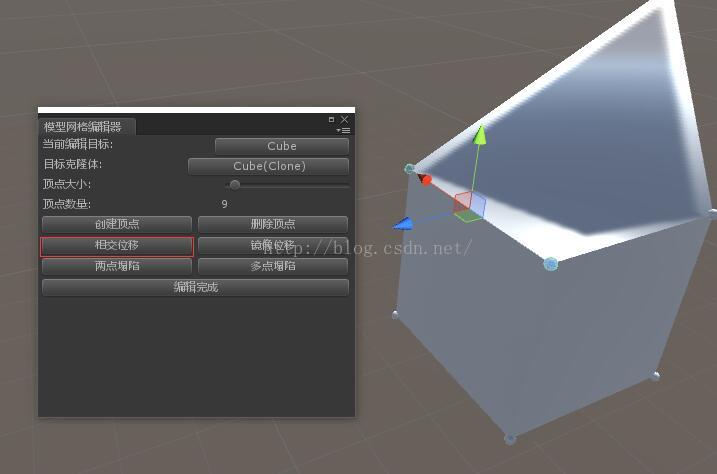 模型网格编辑器
当前编辑目标: Cube
目标克隆体: Cube(Clone)
顶点大小:
顶点数量: 9
创建顶点 删除顶点
相交位移 镜像位移
http://blog.csdn.net/
两点塌陷 多点塌陷
编辑完成